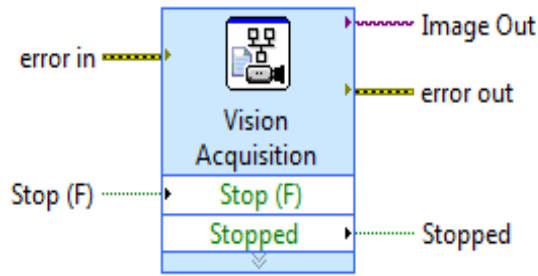 Image Out
error in
error out
Vision
Acquisition
Stop (F)
Stop (F)
Stopped
Stopped